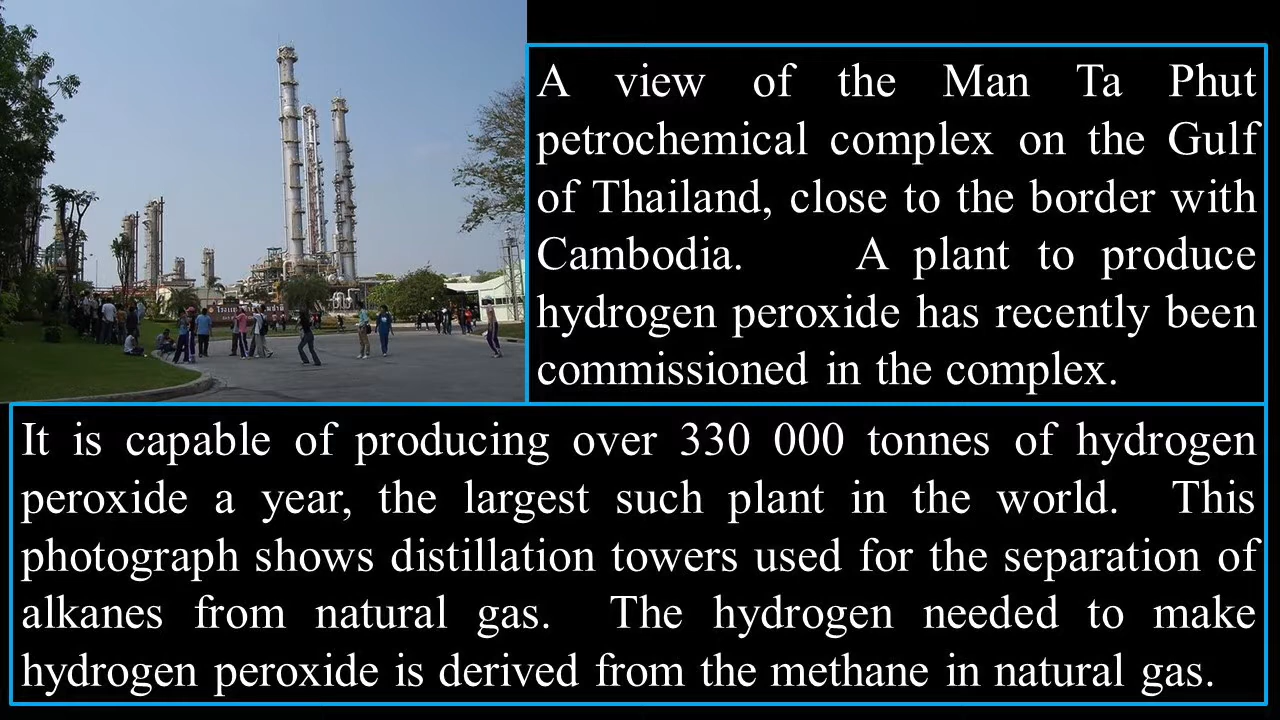 A view of the Man Ta Phut
petrochemical complex on the Gulf
of Thailand, close to the border with
Cambodia. A plant to produce
hydrogen peroxide has recently been
commissioned in the complex.
It is capable of producing over 330 000 tonnes of hydrogen
peroxide a year, the largest such plant in the world. This
photograph shows distillation towers used for the separation of
alkanes from natural gas. The hydrogen needed to make
hydrogen peroxide is derived from the methane in natural gas.